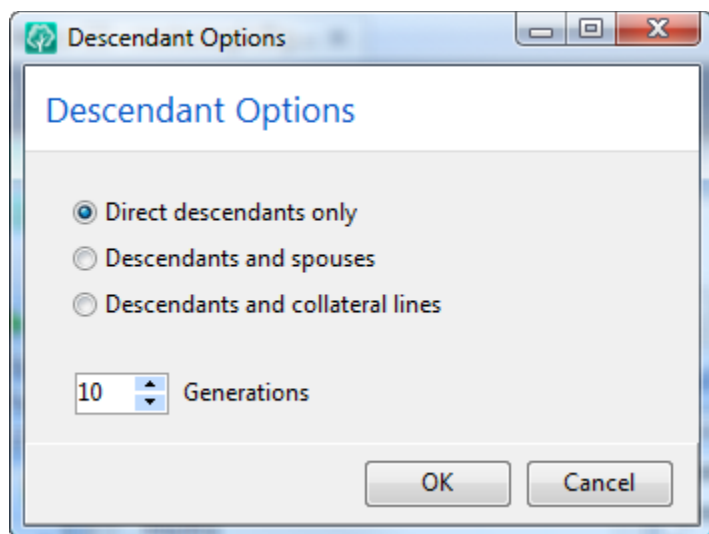 Descendant Options
Descendant Options
Direct descendants only
Descendants and spouses
Descendants and collateral lines
10 Generations
OK Cancel